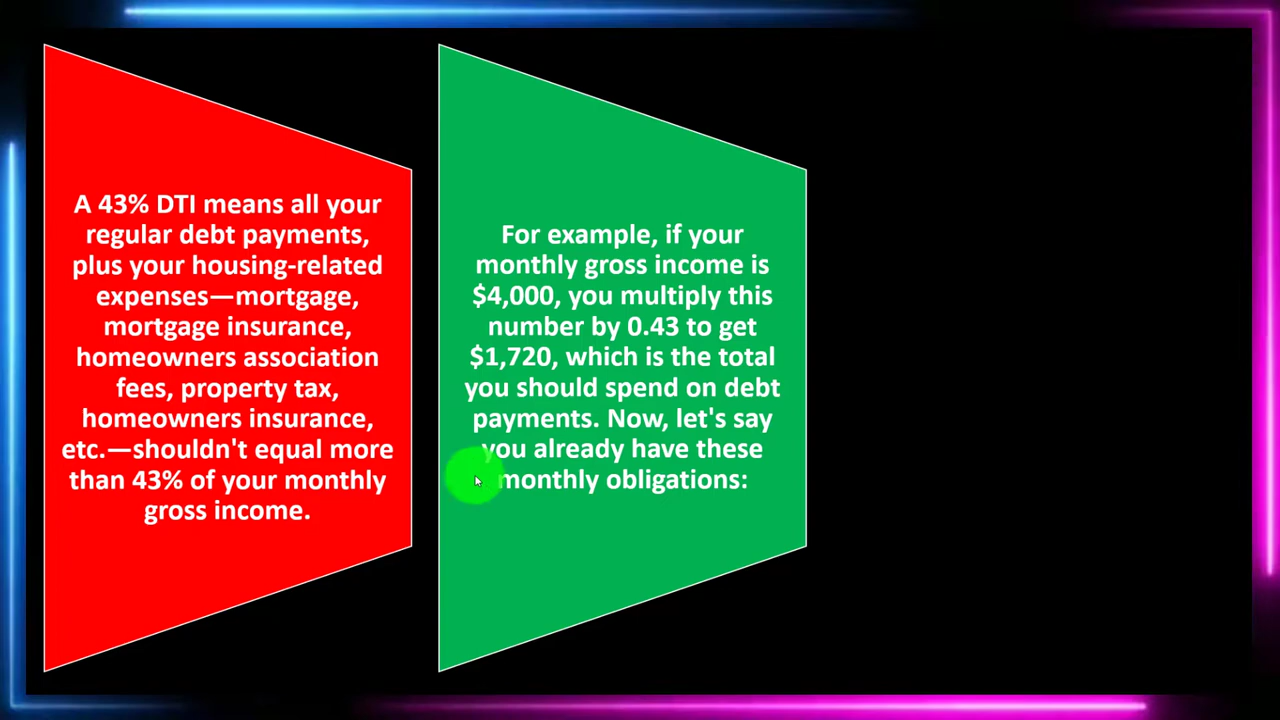 A 43% DTI means all your
regular debt payments,
plus your housing-related
expenses—mortgage,
mortgage insurance,
homeowners association
fees, property tax,
homeowners insurance,
etc.—shouldn't equal more
than 43% of your monthly
gross income.
For example, if your
monthly gross income is
$4,000, you multiply this
number by 0.43 to get
$1,720, which is the total
you should spend on debt
payments. Now, let's say
you already have these
monthly obligations: